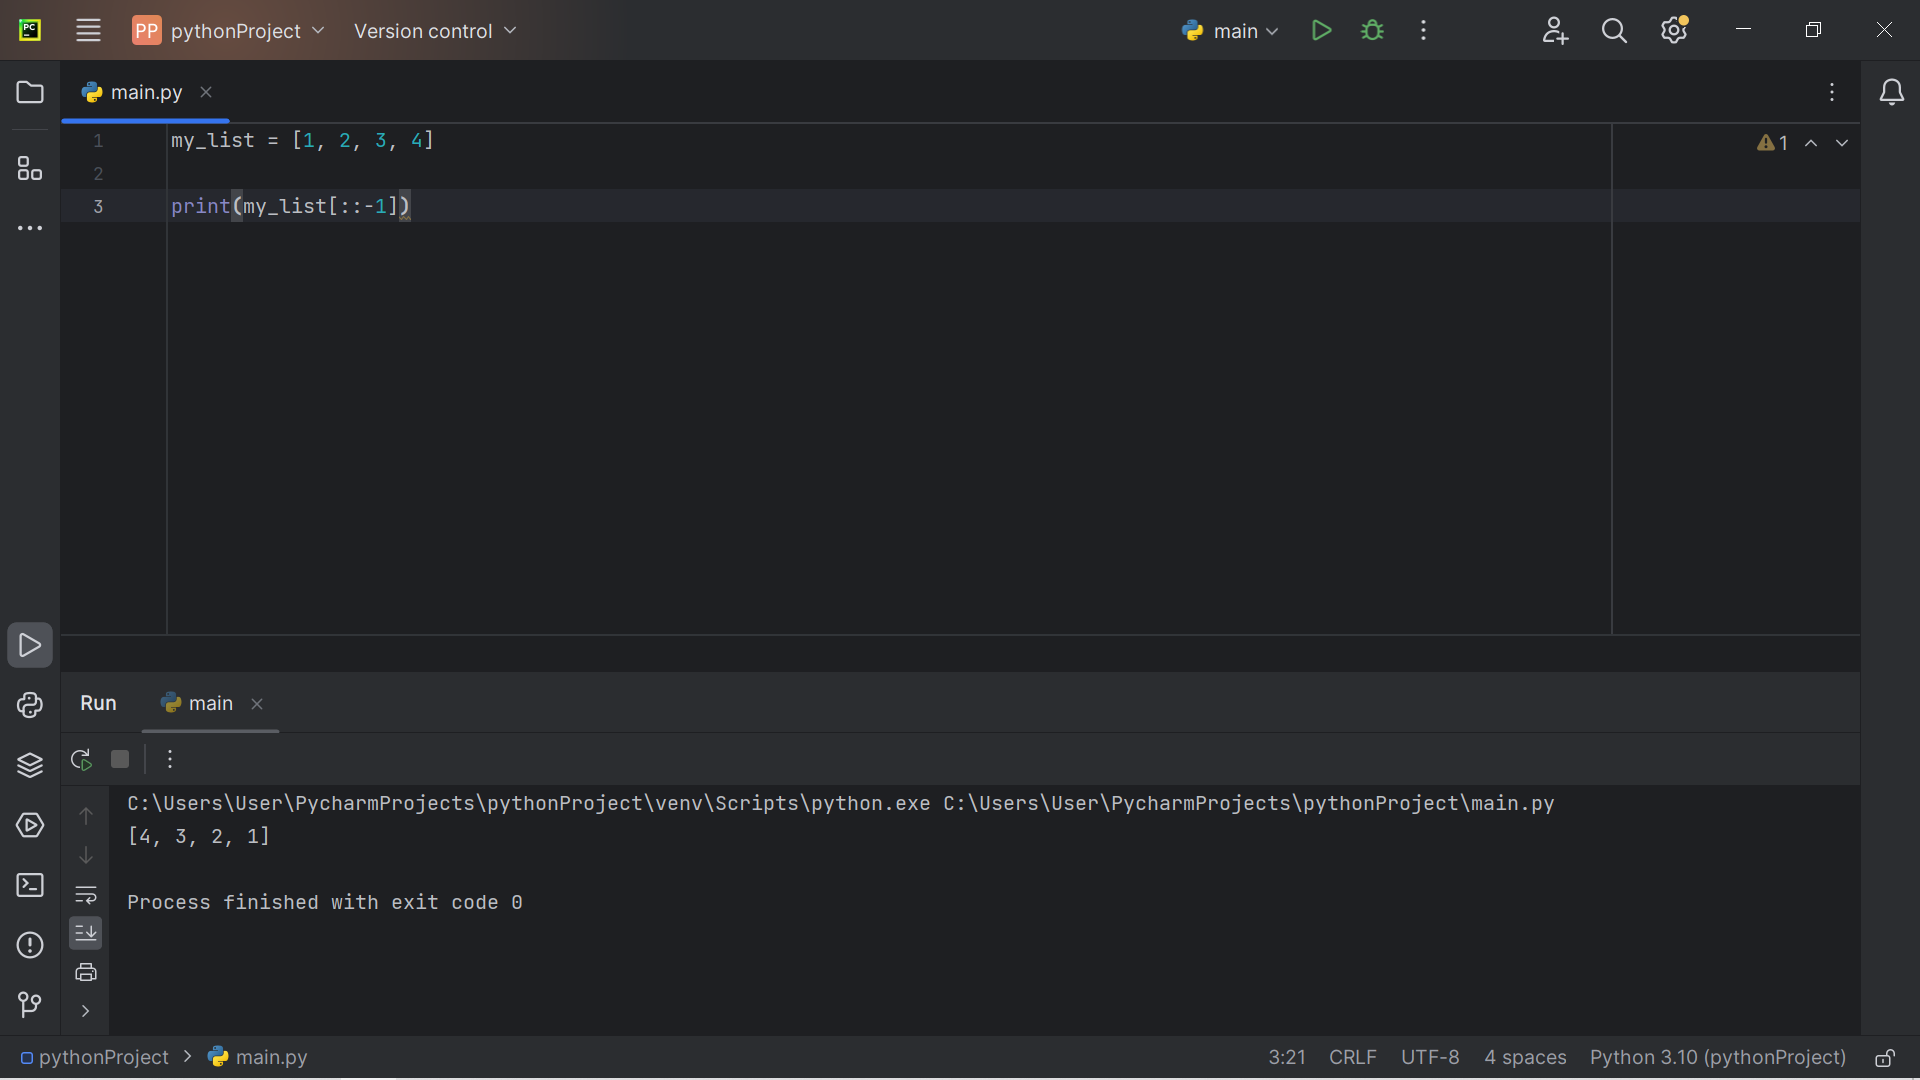 PC
PP pythonProject Version control main
main.py
1 my_list = [1, 2, 3, 4]
1
2
3 print(my_list[::-1])
Run main
C:\Users\User\PycharmProjects\pythonProject\venv\Scripts\python.exe C:\Users\User\PycharmProjects\pythonProject\main.py
[4, 3, 2, 1]
Process finished with exit code 0
pythonProject > main.py 3:21 CRLF UTF-8 4 spaces Python 3.10 (pythonProject)